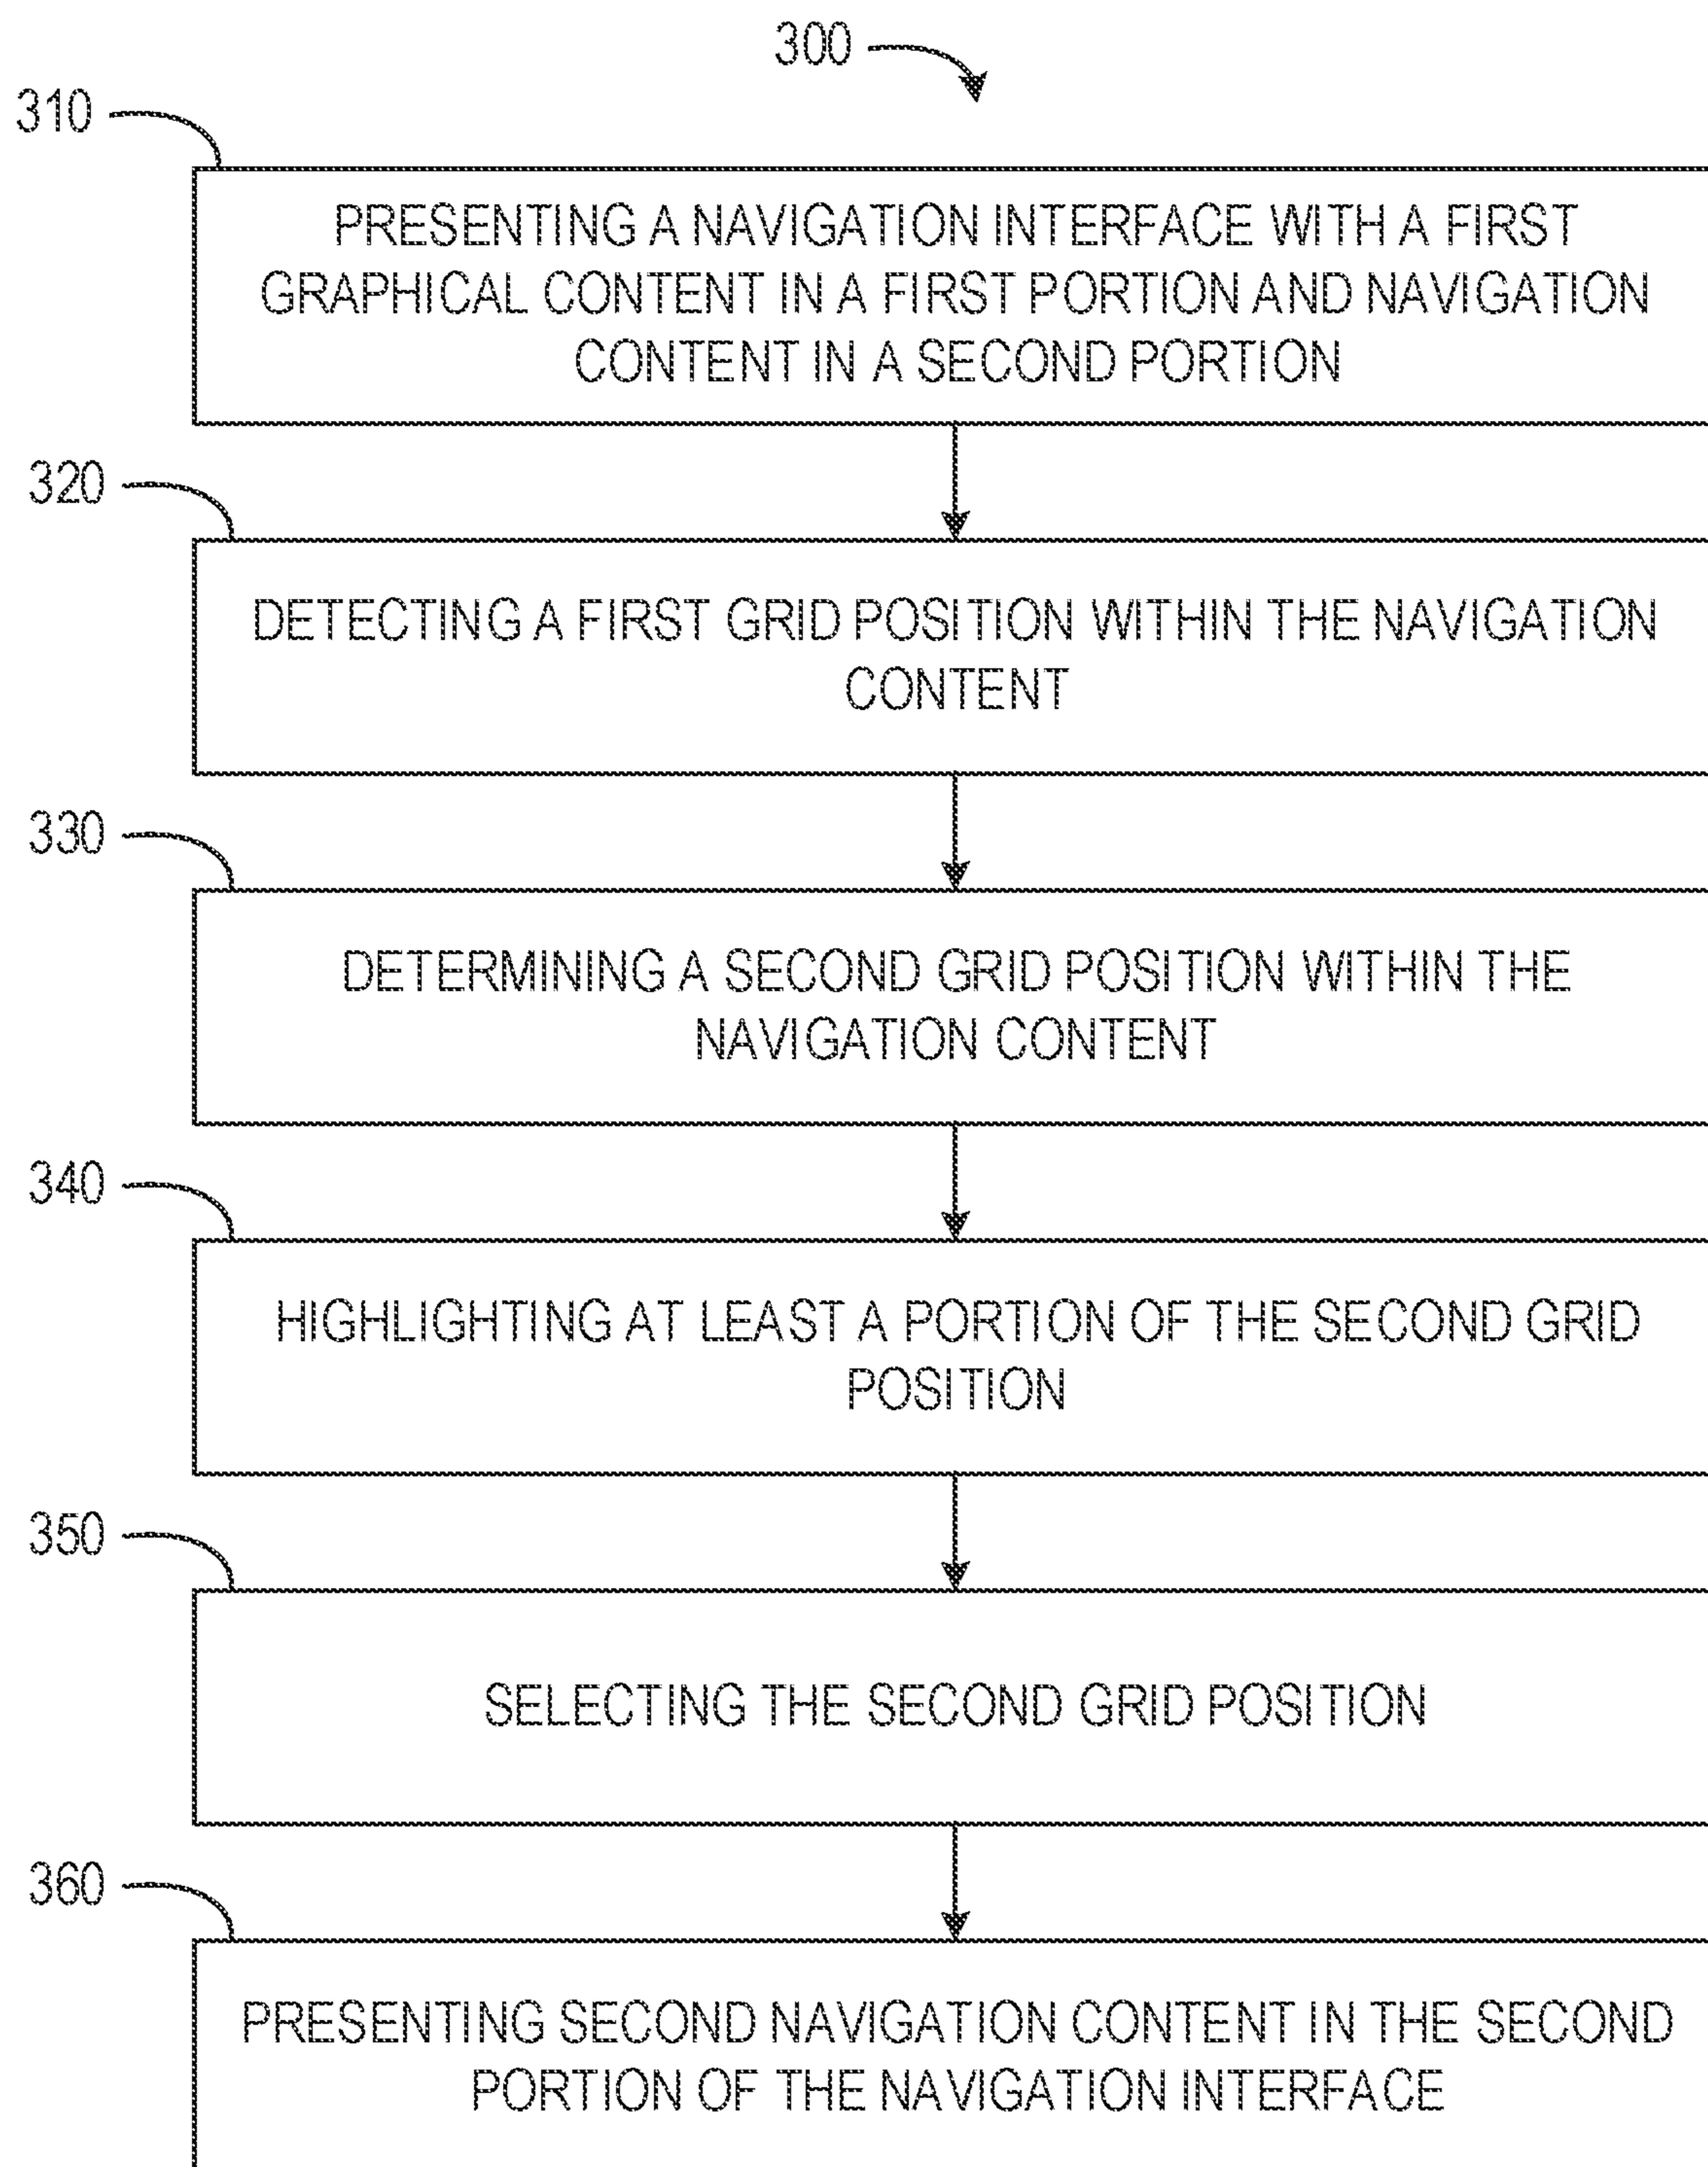 300
310
PRESENTING A NAVIGATION INTERFACE WITH A FIRST
GRAPHICAL CONTENT IN A FIRST PORTION AND NAVIGATION
CONTENT IN A SECOND PORTION
320
DETECTING A FIRST GRID POSITION WITHIN THE NAVIGATION
CONTENT
330
DETERMINING A SECOND GRID POSITION WITHIN THE
NAVIGATION CONTENT
340
HIGHLIGHTING AT LEAST A PORTION OF THE SECOND GRID
POSITION
350
SELECTING THE SECOND GRID POSITION
360
PRESENTING SECOND NAVIGATION CONTENT IN THE SECOND
PORTION OF THE NAVIGATION INTERFACE